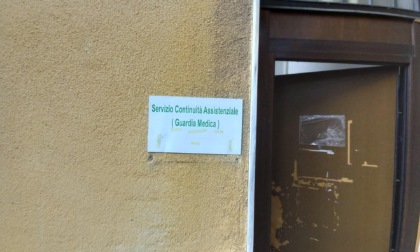 Servizio Continuità Assistenziale
( Guardia Medica )